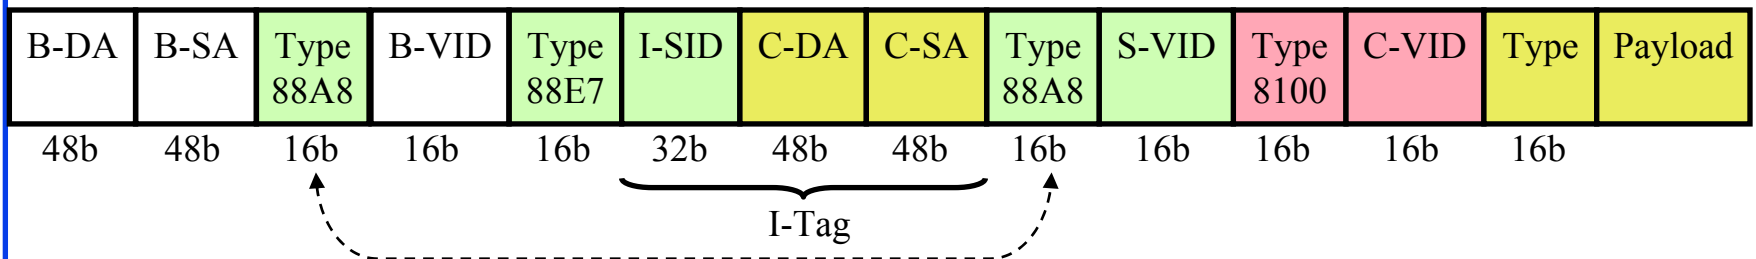 B-DA B-SA Type B-VID Type I-SID C-DA C-SA Type S-VID Type C-VID Type Payload
88A8 88E7 88A8 8100
48b 48b 16b 16b 16b 32b 48b 48b 16b 16b 16b 16b 16b
I-Tag